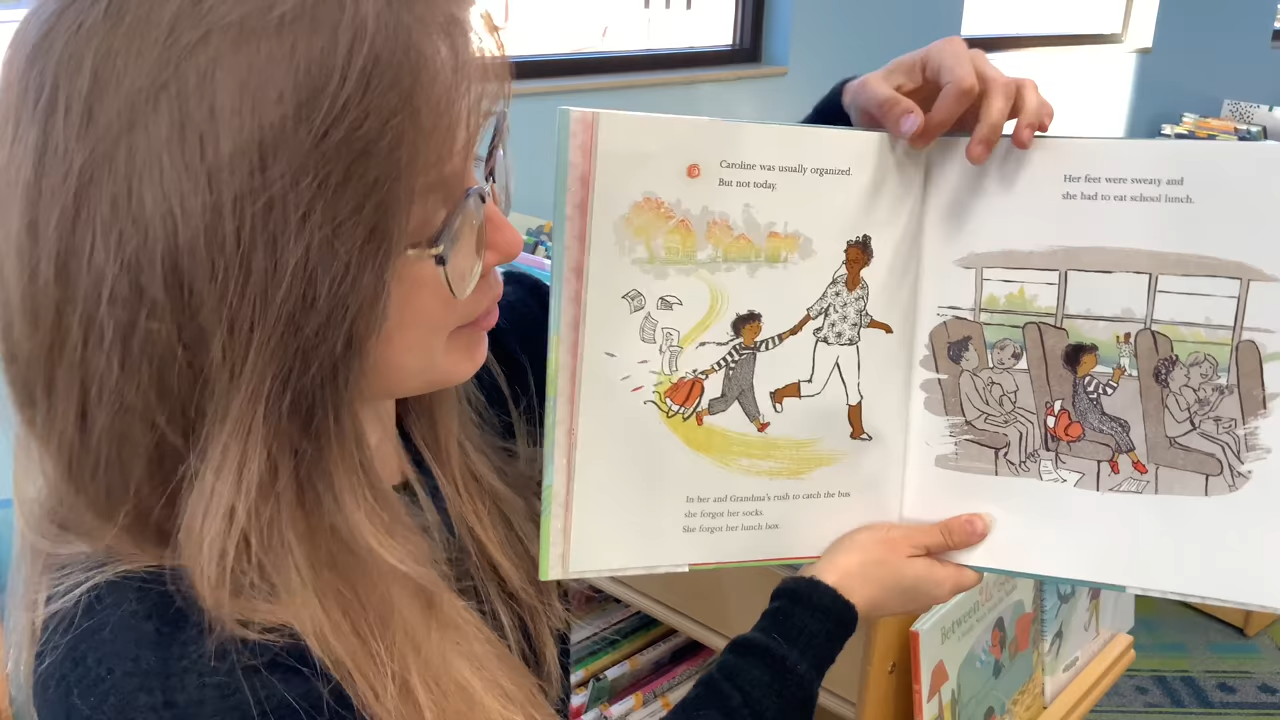 Caroline was usually organized.
But not today.
In her and Grandma's rush to catch the bus
she forgot her socks.
She forgot her lunch box.
Her feet were sweaty and
she had to eat school lunch.
Between